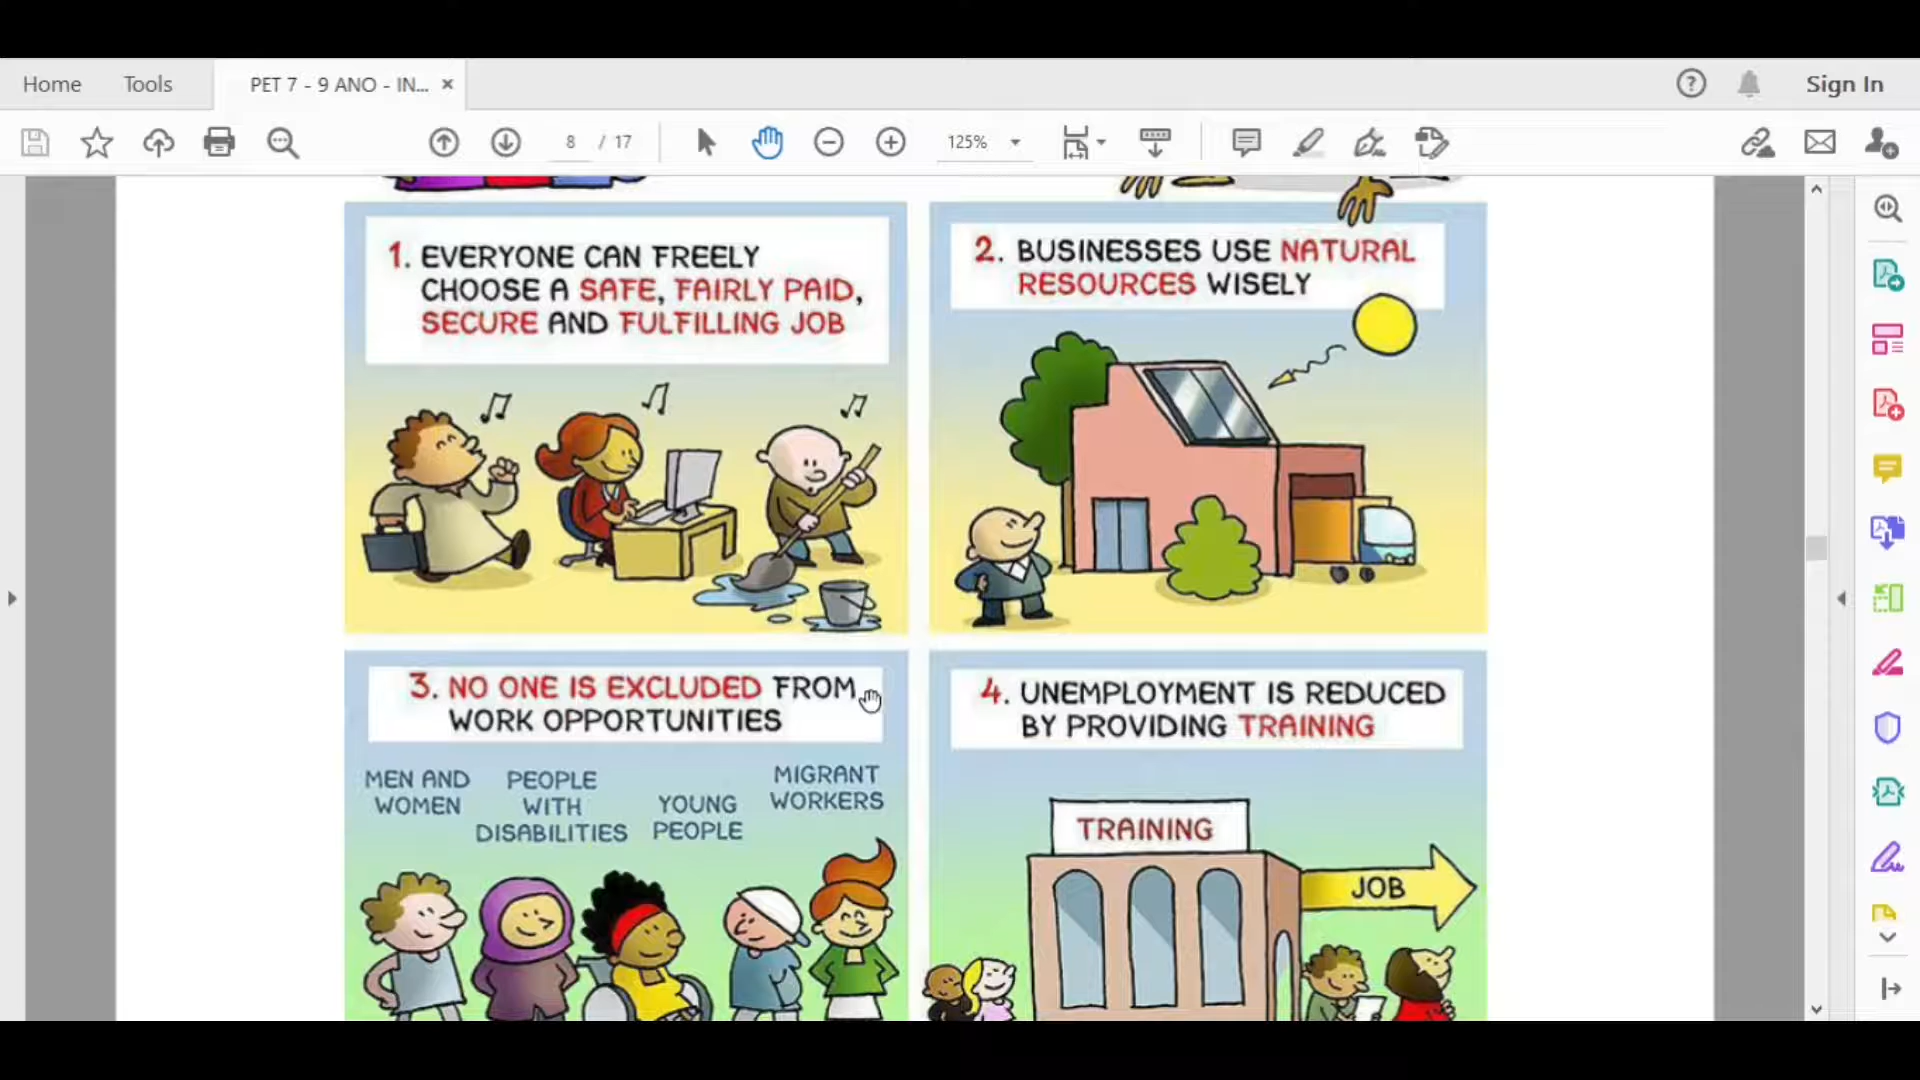 Home
Tools
PET 7 - 9 ANO - IN...
Sign In
8 / 17
125%
1. EVERYONE CAN FREELY
CHOOSE A SAFE, FAIRLY PAID,
SECURE AND FULFILLING JOB
2. BUSINESSES USE NATURAL
RESOURCES WISELY
3. NO ONE IS EXCLUDED FROM
WORK OPPORTUNITIES
MEN AND
WOMEN
PEOPLE
WITH
DISABILITIES
YOUNG
PEOPLE
MIGRANT
WORKERS
4. UNEMPLOYMENT IS REDUCED
BY PROVIDING TRAINING
TRAINING
JOB